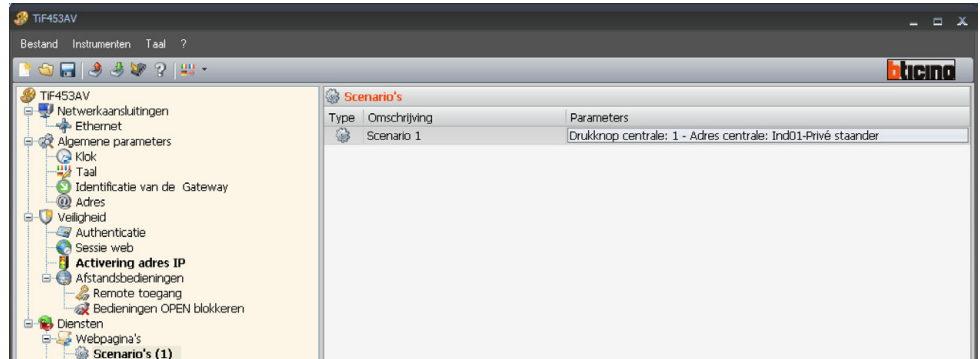 TiF453AV
Bestand Instrumenten Taal ?
bticino
TiF453AV
Netwerkaansluitingen
Ethernet
Algemene parameters
Klok
Taal
Identificatie van de Gateway
Adres
Veiligheid
Authenticatie
Sessie web
Activering adres IP
Afstandsbedieningen
Remote toegang
Bedieningen OPEN blokkeren
Diensten
Webpagina's
Scenario's (1)
Scenario's
Type Omschrijving Parameters
Scenario 1 Drukknop centrale: 1 - Adres centrale: Ind01-Privé staander